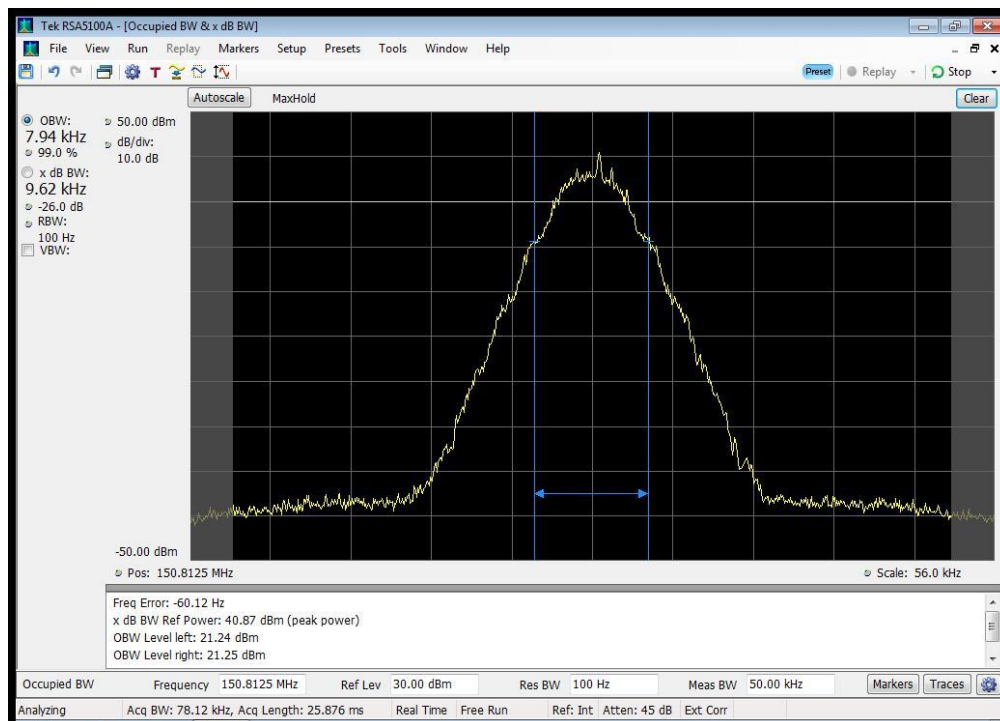 Tek RSA5100A - [Occupied BW & x dB BW]
File View Run Replay Markers Setup Presets Tools Window Help
T Preset Replay Stop
Autoscale MaxHold Clear
OBW:
7.94 kHz
99.0 %
x dB BW:
9.62 kHz
-26.0 dB
RBW:
100 Hz
VBW:
50.00 dBm
dB/div:
10.0 dB
-50.00 dBm
Pos: 150.8125 MHz Scale: 56.0 kHz
Freq Error: -60.12 Hz
x dB BW Ref Power: 40.87 dBm (peak power)
OBW Level left: 21.24 dBm
OBW Level right: 21.25 dBm
Occupied BW Frequency 150.8125 MHz Ref Lev 30.00 dBm Res BW 100 Hz Meas BW 50.00 kHz Markers Traces
Analyzing Acq BW: 78.12 kHz, Acq Length: 25.876 ms Real Time Free Run Ref: Int Atten: 45 dB Ext Corr